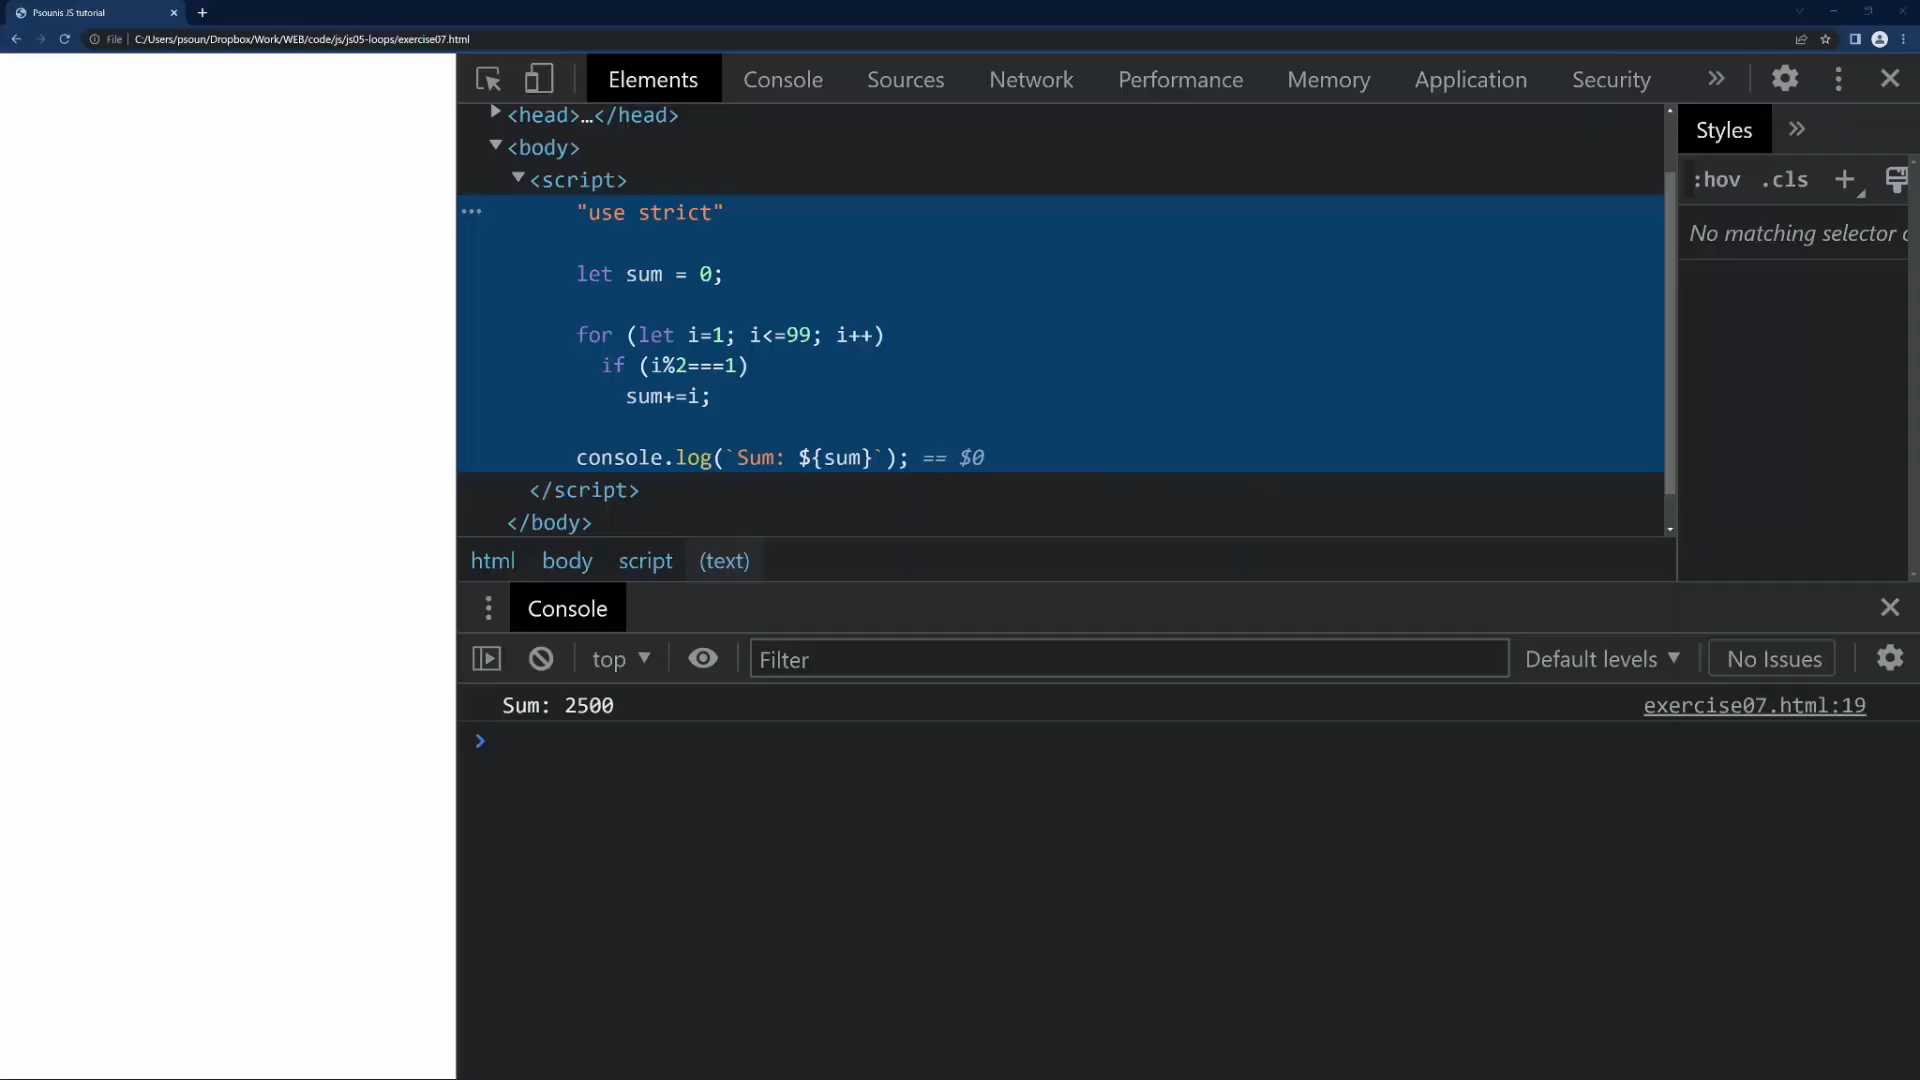 Psounis JS tutorial
File
C:/Users/psoun/Dropbox/Work/WEB/code/js/js05-loops/exercise07.html
Elements Console Sources Network Performance Memory Application Security
<head>…</head>
<body>
<script>
"use strict"
let sum = 0;
for (let i=1; i<=99; i++)
if (i%2===1)
sum+=i;
console.log(`Sum: ${sum}`); == $0
</script>
</body>
html body script (text)
Styles
:hov .cls
No matching selector
Console
top Filter Default levels No Issues
Sum: 2500 exercise07.html:19